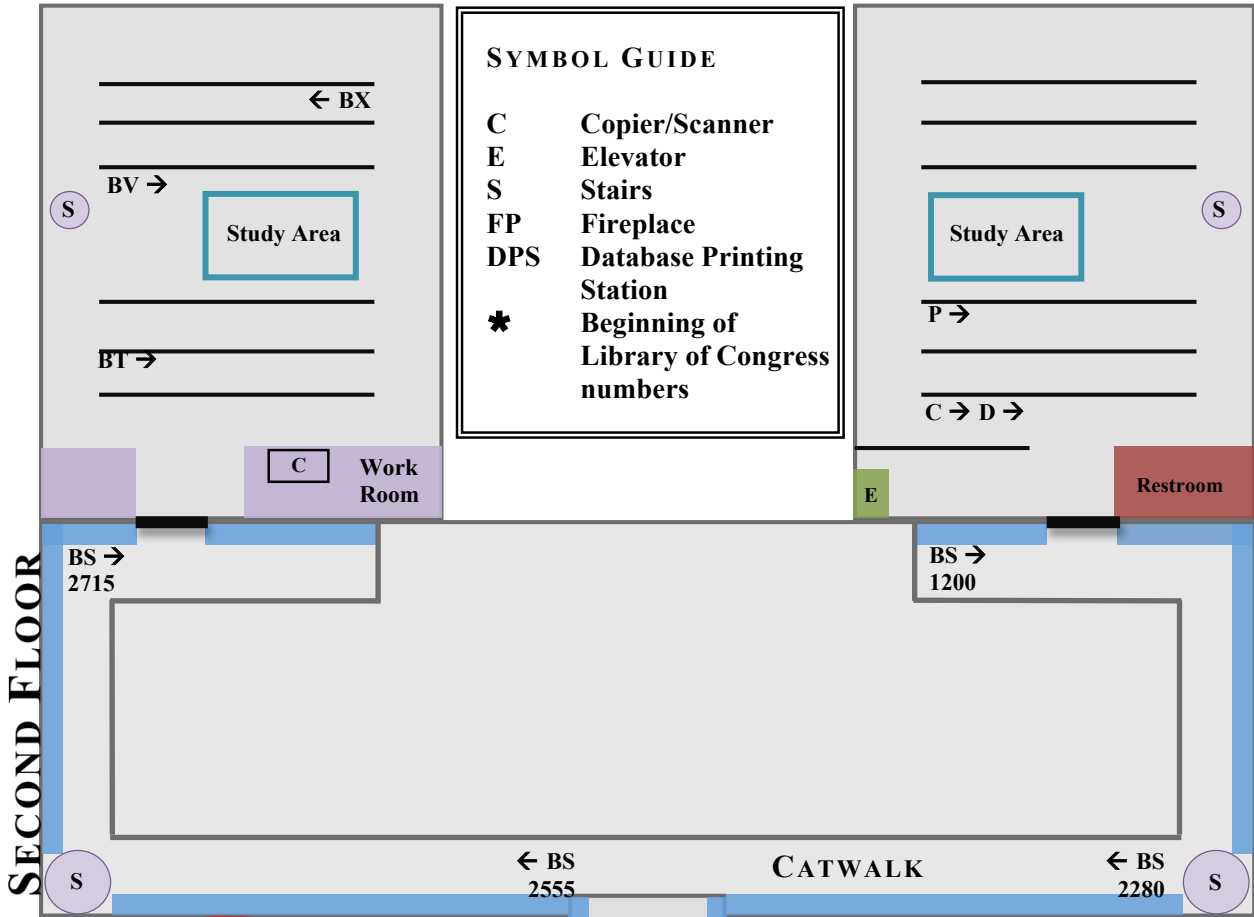 ← BX
BV →
S
Study Area
BT →
C
Work
Room
SYMBOL GUIDE
C Copier/Scanner
E Elevator
S Stairs
FP Fireplace
DPS Database Printing
Station
* Beginning of
Library of Congress
numbers
S
Study Area
P →
C → D →
E
Restroom
SECOND FLOOR
BS →
2715
BS →
1200
← BS
2555
CATWALK
← BS
2280
S
S